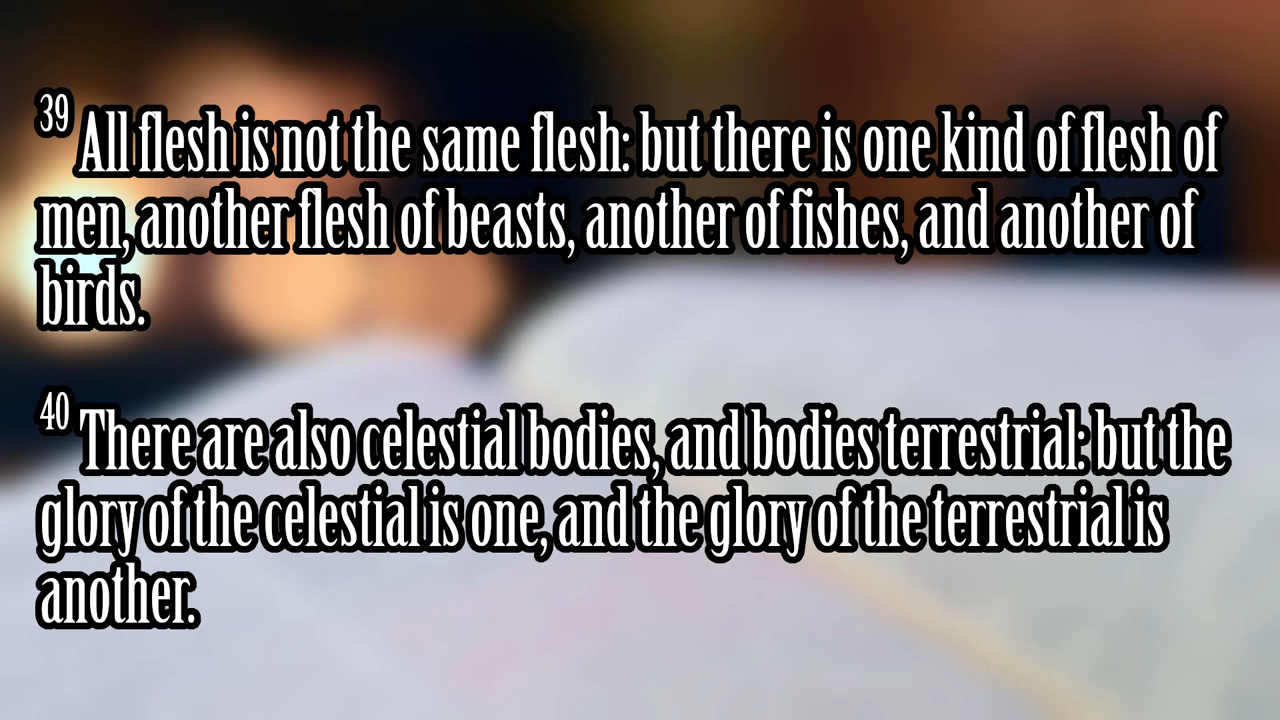 39 All flesh is not the same flesh: but there is one kind of flesh of
men, another flesh of beasts, another of fishes, and another of
birds.
40 There are also celestial bodies, and bodies terrestrial: but the
glory of the celestial is one, and the glory of the terrestrial is
another.